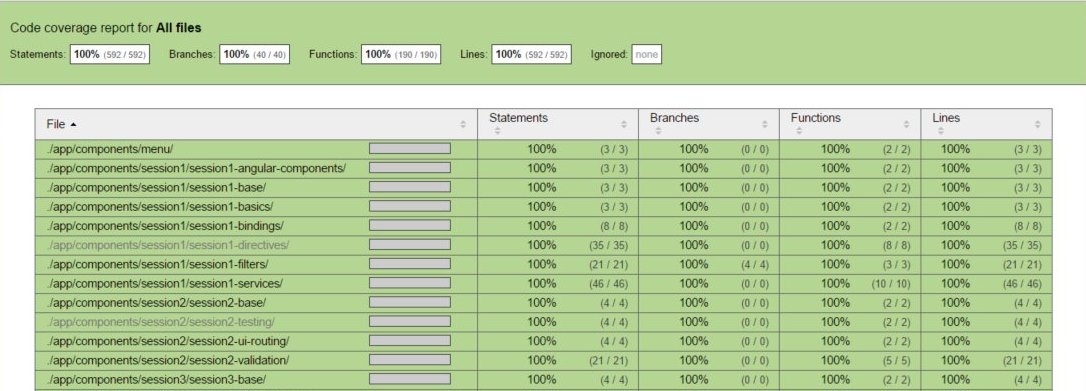 Code coverage report for All files
Statements: 100% (592 / 592) Branches: 100% (40 / 40) Functions: 100% (190 / 190) Lines: 100% (592 / 592) Ignored: none
File Statements Branches Functions Lines
./app/components/menu/ 100% (3 / 3) 100% (0 / 0) 100% (2 / 2) 100% (3 / 3)
./app/components/session1/session1-angular-components/ 100% (3 / 3) 100% (0 / 0) 100% (2 / 2) 100% (3 / 3)
./app/components/session1/session1-base/ 100% (3 / 3) 100% (0 / 0) 100% (2 / 2) 100% (3 / 3)
./app/components/session1/session1-basics/ 100% (3 / 3) 100% (0 / 0) 100% (2 / 2) 100% (3 / 3)
./app/components/session1/session1-bindings/ 100% (8 / 8) 100% (0 / 0) 100% (2 / 2) 100% (8 / 8)
./app/components/session1/session1-directives/ 100% (35 / 35) 100% (0 / 0) 100% (8 / 8) 100% (35 / 35)
./app/components/session1/session1-filters/ 100% (21 / 21) 100% (4 / 4) 100% (3 / 3) 100% (21 / 21)
./app/components/session1/session1-services/ 100% (46 / 46) 100% (0 / 0) 100% (10 / 10) 100% (46 / 46)
./app/components/session2/session2-base/ 100% (4 / 4) 100% (0 / 0) 100% (2 / 2) 100% (4 / 4)
./app/components/session2/session2-testing/ 100% (4 / 4) 100% (0 / 0) 100% (2 / 2) 100% (4 / 4)
./app/components/session2/session2-ui-routing/ 100% (4 / 4) 100% (0 / 0) 100% (2 / 2) 100% (4 / 4)
./app/components/session2/session2-validation/ 100% (21 / 21) 100% (0 / 0) 100% (5 / 5) 100% (21 / 21)
./app/components/session3/session3-base/ 100% (4 / 4) 100% (0 / 0) 100% (2 / 2) 100% (4 / 4)